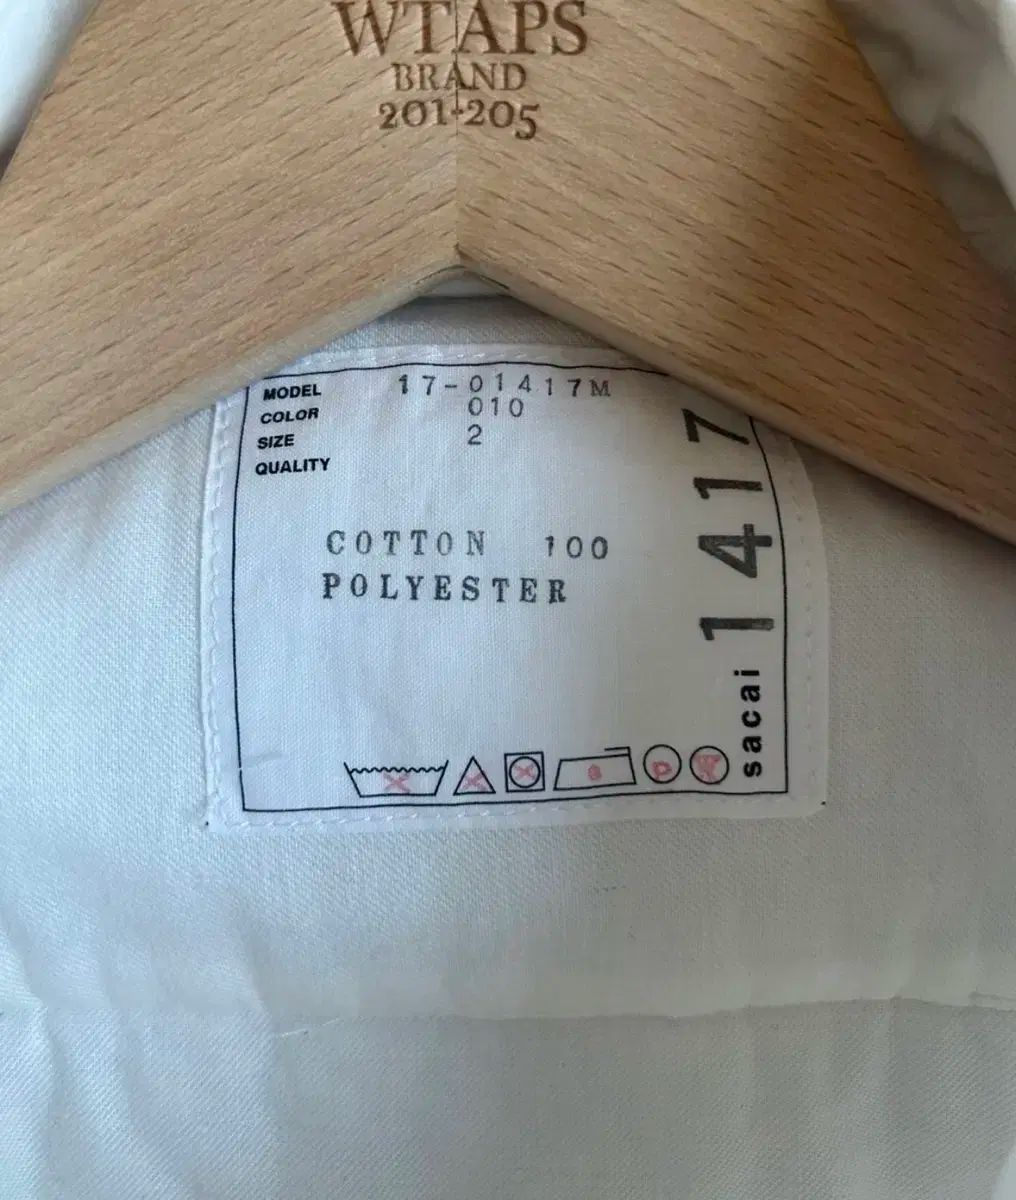 WTAPS
BRAND
201-205
MODEL 17-01417M
COLOR 010
SIZE 2
QUALITY
COTTON 100
POLYESTER
sacai 1417